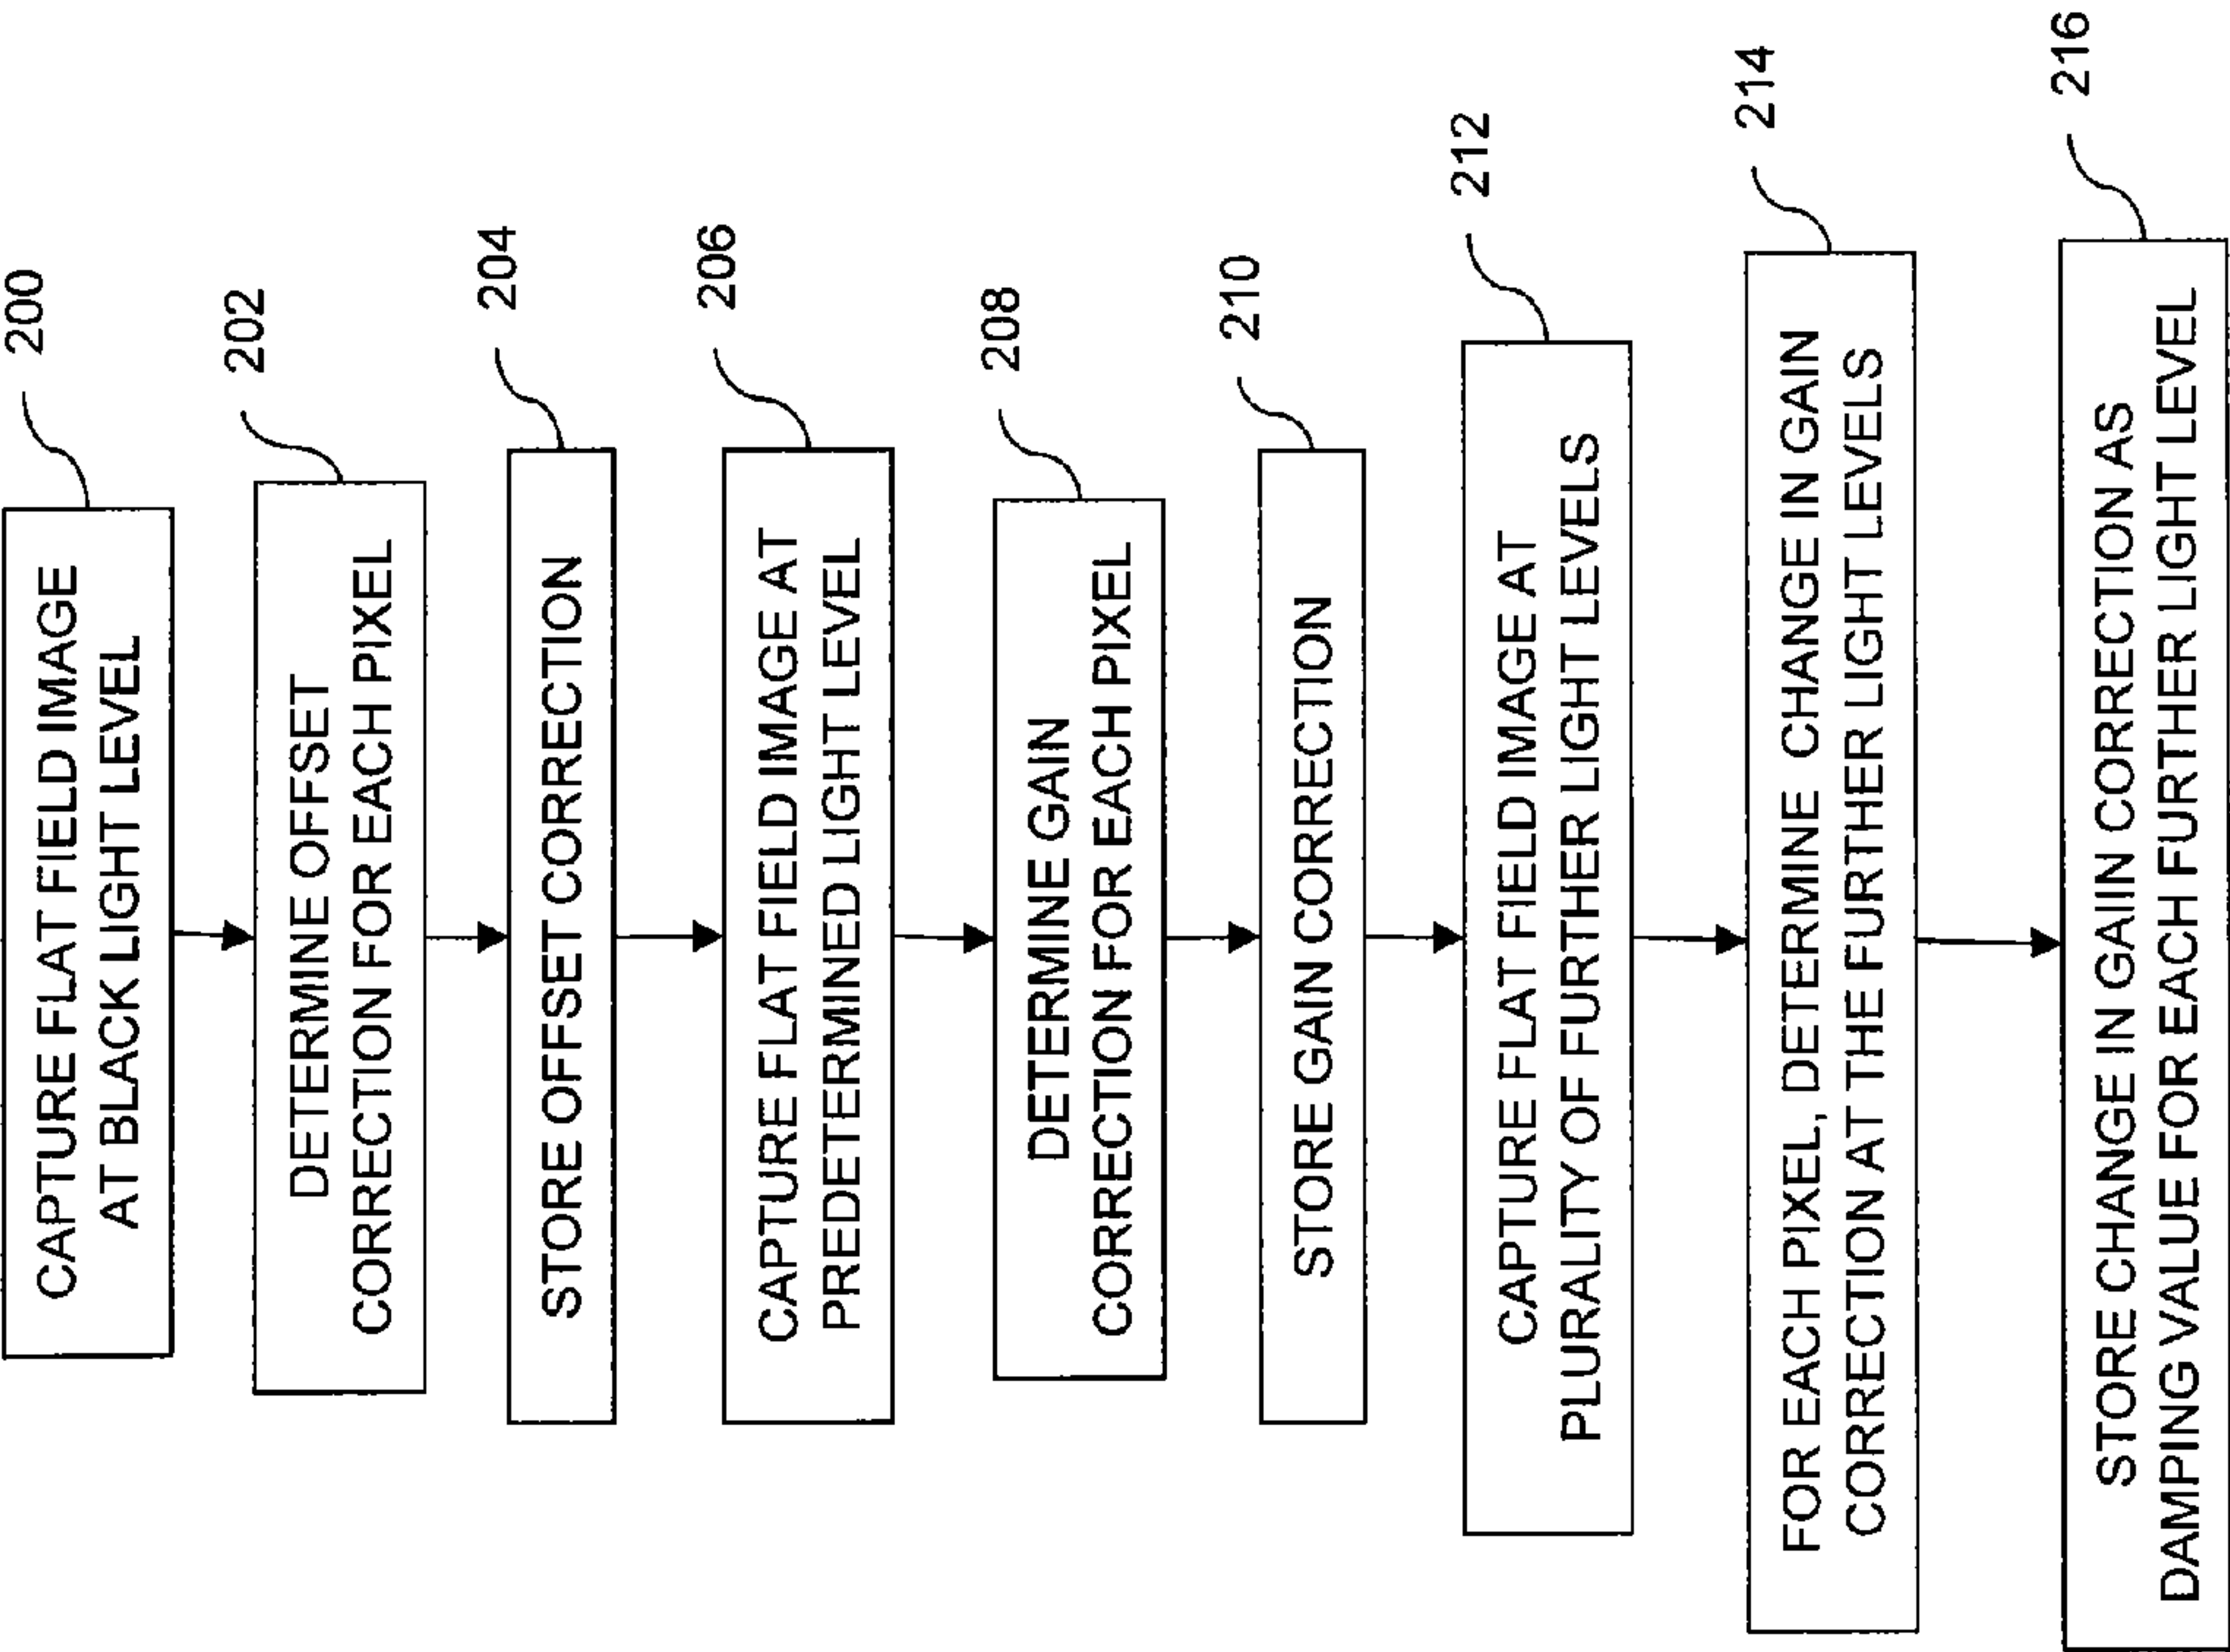 200
CAPTURE FLAT FIELD IMAGE
AT BLACK LIGHT LEVEL
202
DETERMINE OFFSET
CORRECTION FOR EACH PIXEL
204
STORE OFFSET CORRECTION
206
CAPTURE FLAT FIELD IMAGE AT
PREDETERMINED LIGHT LEVEL
208
DETERMINE GAIN
CORRECTION FOR EACH PIXEL
210
STORE GAIN CORRECTION
212
CAPTURE FLAT FIELD IMAGE AT
PLURALITY OF FURTHER LIGHT LEVELS
214
FOR EACH PIXEL, DETERMINE CHANGE IN GAIN
CORRECTION AT THE FURTHER LIGHT LEVELS
216
STORE CHANGE IN GAIN CORRECTION AS
DAMPING VALUE FOR EACH FURTHER LIGHT LEVEL